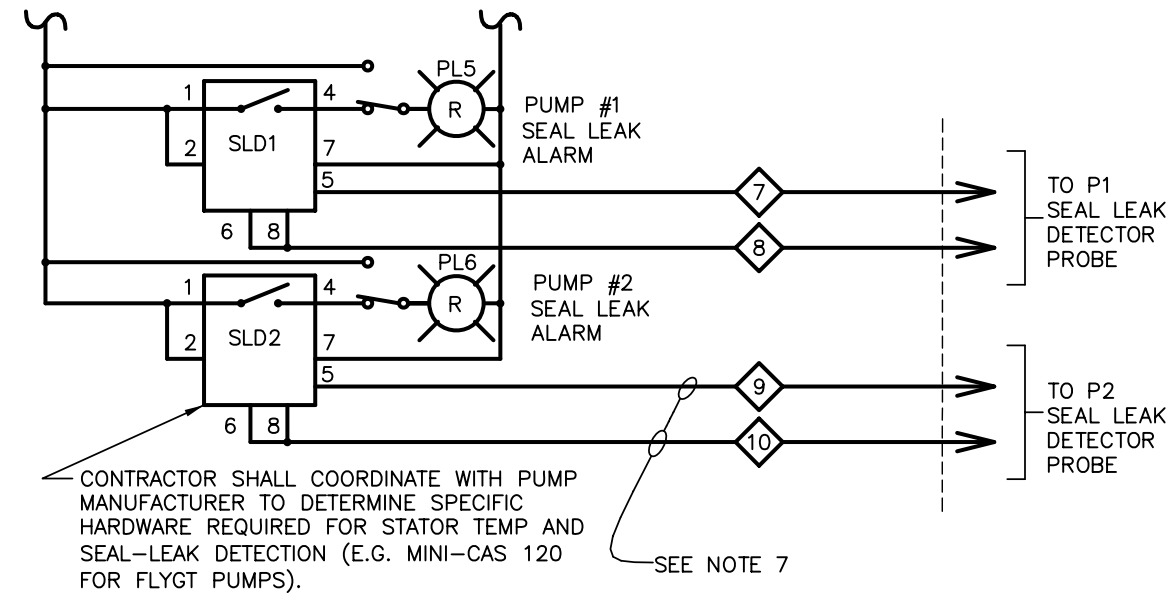 PL5
1
4
R
PUMP #1
SEAL LEAK
ALARM
SLD1
2
7
5
7
TO P1
SEAL LEAK
DETECTOR
PROBE
6
8
8
PL6
1
4
R
PUMP #2
SEAL LEAK
ALARM
SLD2
2
7
5
9
TO P2
SEAL LEAK
DETECTOR
PROBE
6
8
10
CONTRACTOR SHALL COORDINATE WITH PUMP
MANUFACTURER TO DETERMINE SPECIFIC
HARDWARE REQUIRED FOR STATOR TEMP AND
SEAL-LEAK DETECTION (E.G. MINI-CAS 120
FOR FLYGT PUMPS).
SEE NOTE 7